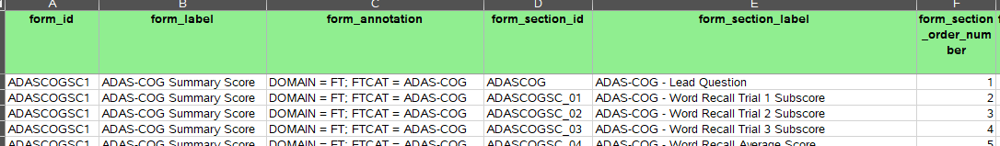 A B C D E F
form_id form_label form_annotation form_section_id form_section_label form_section_order_number
ADASCOGSC1 ADAS-COG Summary Score DOMAIN = FT; FTCAT = ADAS-COG ADASCOG ADAS-COG - Lead Question 1
ADASCOGSC1 ADAS-COG Summary Score DOMAIN = FT; FTCAT = ADAS-COG ADASCOGSC_01 ADAS-COG - Word Recall Trial 1 Subscore 2
ADASCOGSC1 ADAS-COG Summary Score DOMAIN = FT; FTCAT = ADAS-COG ADASCOGSC_02 ADAS-COG - Word Recall Trial 2 Subscore 3
ADASCOGSC1 ADAS-COG Summary Score DOMAIN = FT; FTCAT = ADAS-COG ADASCOGSC_03 ADAS-COG - Word Recall Trial 3 Subscore 4
ADASCOGSC1 ADAS-COG Summary Score DOMAIN = FT; FTCAT = ADAS-COG ADASCOGSC_04 ADAS-COG - Word Recall Average Score 5